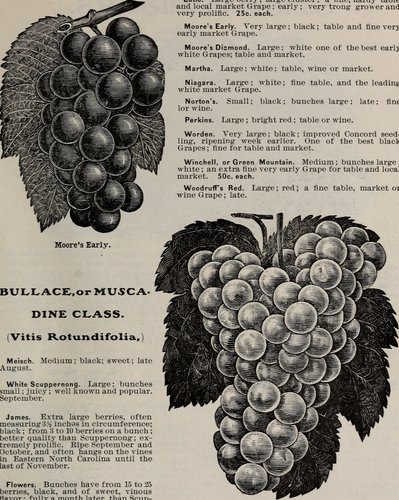 and local market Grape; early; very trong grower and
very prolific. 25c. each.
Moore's Early. Very large; black; table and fine very
early market Grape.
Moore's Diamond. Large; white one of the best early
white Grapes; table and market.
Martha. Large; white; table, wine or market.
Niagara. Large; white; fine table, and the leading
white market Grape.
Norton's. Small; black; bunches large; late; fine
for wine.
Perkins. Large; bright red; table or wine.
Worden. Very large; black; improved Concord seed-
ling, ripening week earlier. One of the best black
Grapes; fine for table and market.
Winchell, or Green Mountain. Medium; bunches large;
white; an extra fine very early Grape for table and local
market. 50c. each.
Woodruff's Red. Large; red; a fine table, market or
wine Grape; late.
Moore's Early.
BULLACE, or MUSCA-
DINE CLASS.
(Vitis Rotundifolia,)
Meisch. Medium; black; sweet; late
August.
White Scuppernong. Large; bunches
small; juicy; well known and popular.
September.
James. Extra large berries, often
measuring 3½ inches in circumference;
black; from 3 to 10 berries on a bunch;
better quality than Scuppernong; ex-
tremely prolific. Ripe September and
October, and often hangs on the vines
in Eastern North Carolina until the
last of November.
Flowers. Bunches have from 15 to 25
berries, black, and of sweet, vinous
flavor; fully a month later than Scup-